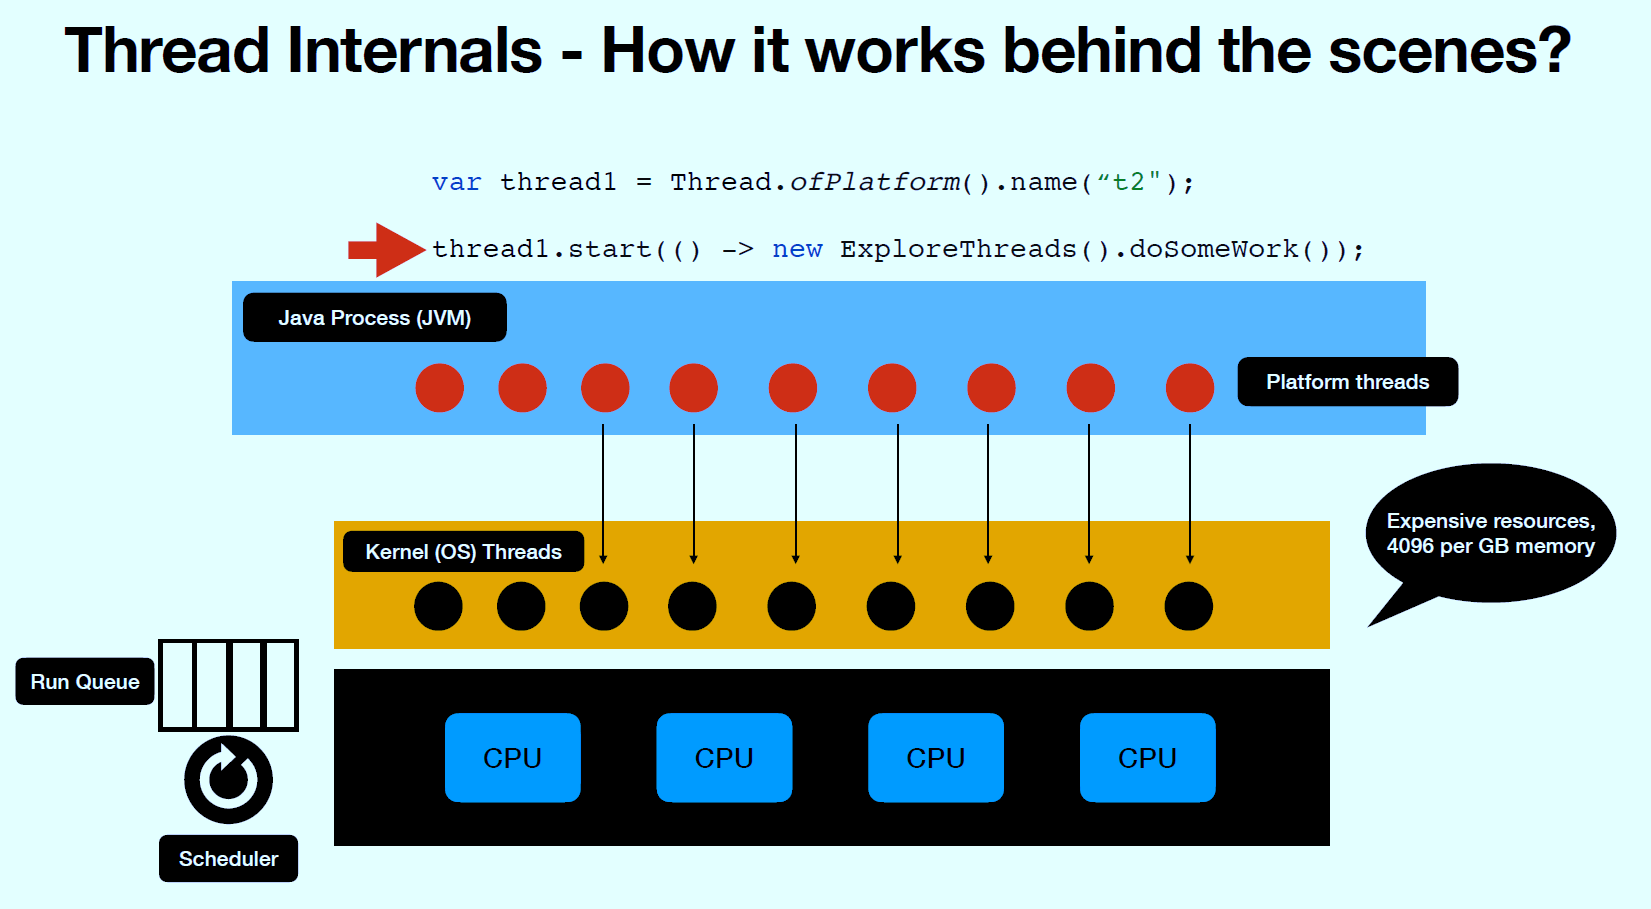 Thread Internals - How it works behind the scenes?
var thread1 = Thread.ofPlatform().name(“t2");
thread1.start(() -> new ExploreThreads().doSomeWork());
Java Process (JVM)
Platform threads
Expensive resources,
4096 per GB memory
Kernel (OS) Threads
Run Queue
CPU
CPU
CPU
CPU
Scheduler